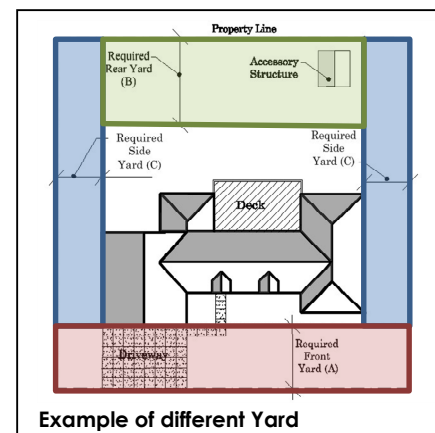 Property Line
Required
Rear Yard
(B)
Accessory
Structure
Required
Side
Yard (C)
Required
Side
Yard (C)
Deck
Driveway
Required
Front
Yard (A)
Example of different Yard